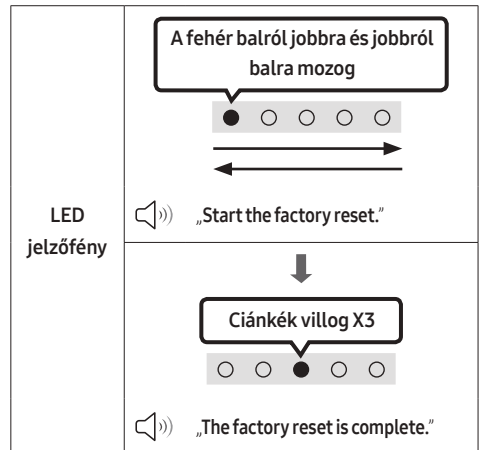 A fehér balról jobbra és jobbról
balra mozog
LED
jelzőfény
„Start the factory reset.”
Ciánkék villog X3
„The factory reset is complete.”